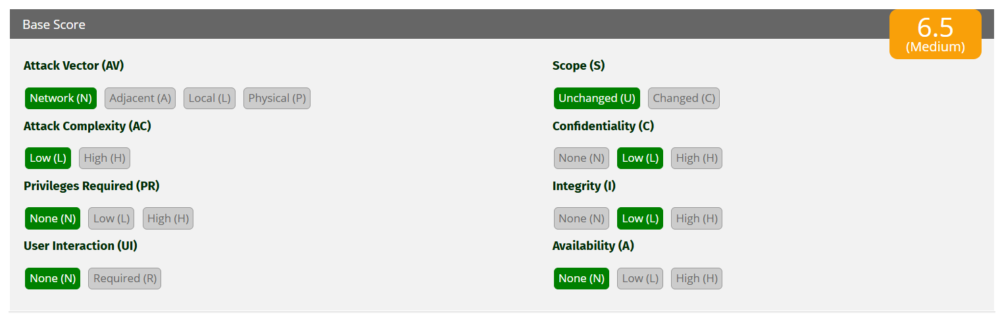 Base Score
6.5
(Medium)
Attack Vector (AV)
Network (N) Adjacent (A) Local (L) Physical (P)
Attack Complexity (AC)
Low (L) High (H)
Privileges Required (PR)
None (N) Low (L) High (H)
User Interaction (UI)
None (N) Required (R)
Scope (S)
Unchanged (U) Changed (C)
Confidentiality (C)
None (N) Low (L) High (H)
Integrity (I)
None (N) Low (L) High (H)
Availability (A)
None (N) Low (L) High (H)